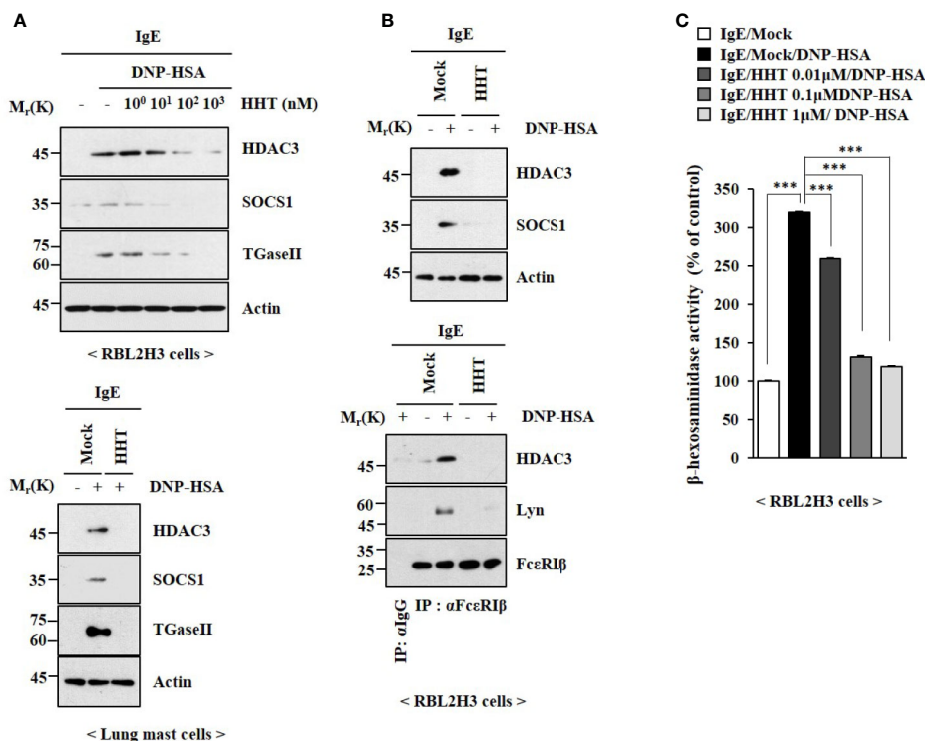 A
IgE
DNP-HSA
Mr(K) - - 10⁰ 10¹ 10² 10³ HHT (nM)
45 HDAC3
35 SOCS1
75
60 TGaseII
45 Actin
< RBL2H3 cells >
IgE
Mock HHT
Mr(K) - + + DNP-HSA
45 HDAC3
35 SOCS1
75
60 TGaseII
45 Actin
< Lung mast cells >
B
IgE
Mock HHT
Mr(K) - + - + DNP-HSA
45 HDAC3
35 SOCS1
45 Actin
IgE
Mock HHT
Mr(K) + - + - + DNP-HSA
45 HDAC3
60
45 Lyn
35
25 FcεRIβ
IP: αIgG IP : αFcεRIβ
< RBL2H3 cells >
C
IgE/Mock
IgE/Mock/DNP-HSA
IgE/HHT 0.01μM/DNP-HSA
IgE/HHT 0.1μMDNP-HSA
IgE/HHT 1μM/ DNP-HSA
***
***
*** ***
β-hexosaminidase activity (% of control)
350
300
250
200
150
100
50
0
< RBL2H3 cells >